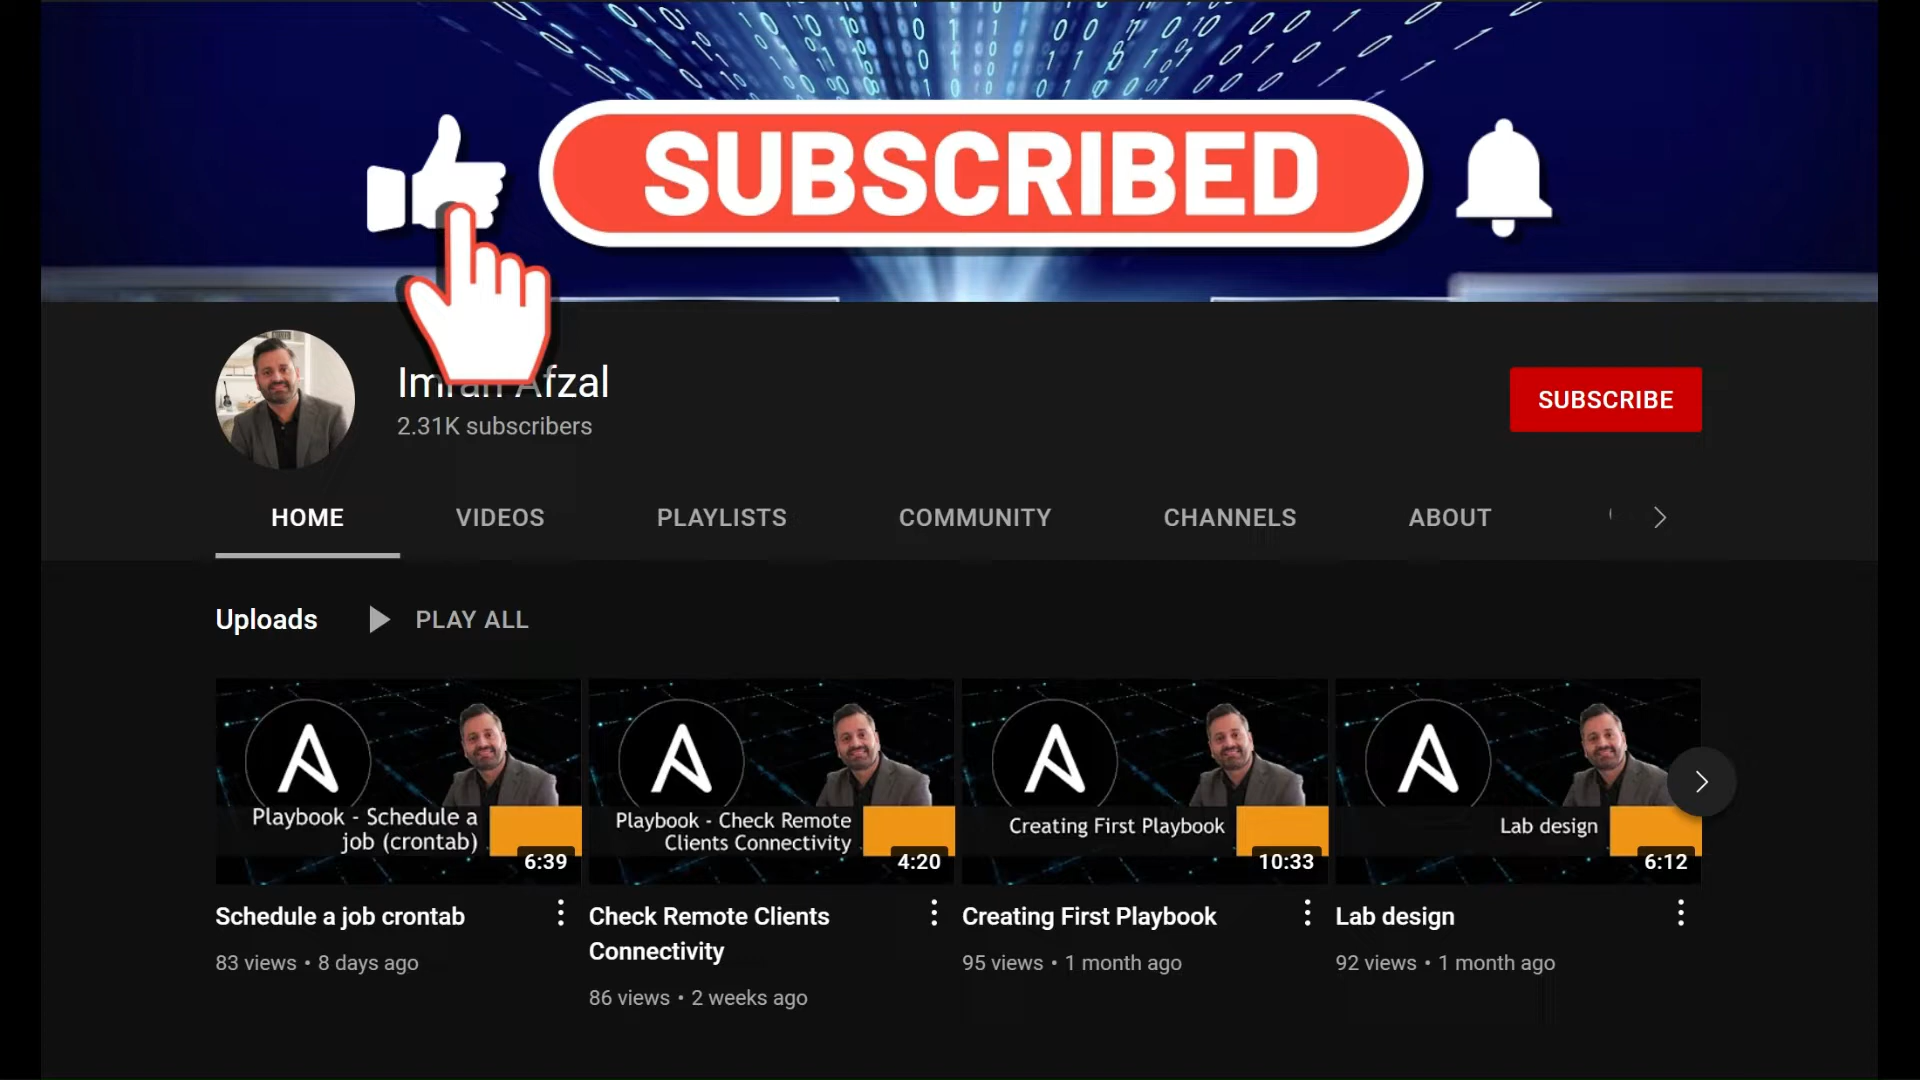 SUBSCRIBED
Imran Afzal
2.31K subscribers
SUBSCRIBE
HOME VIDEOS PLAYLISTS COMMUNITY CHANNELS ABOUT
Uploads PLAY ALL
Playbook - Schedule a
job (crontab)
6:39
Playbook - Check Remote
Clients Connectivity
4:20
Creating First Playbook
10:33
Lab design
6:12
Schedule a job crontab
83 views • 8 days ago
Check Remote Clients
Connectivity
86 views • 2 weeks ago
Creating First Playbook
95 views • 1 month ago
Lab design
92 views • 1 month ago